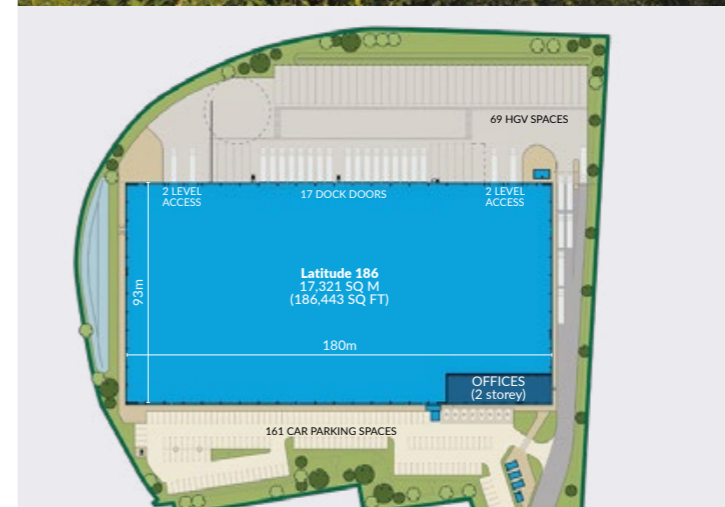 69 HGV SPACES
2 LEVEL
ACCESS
17 DOCK DOORS
2 LEVEL
ACCESS
Latitude 186
17,321 SQ M
(186,443 SQ FT)
93m
180m
OFFICES
(2 storey)
161 CAR PARKING SPACES